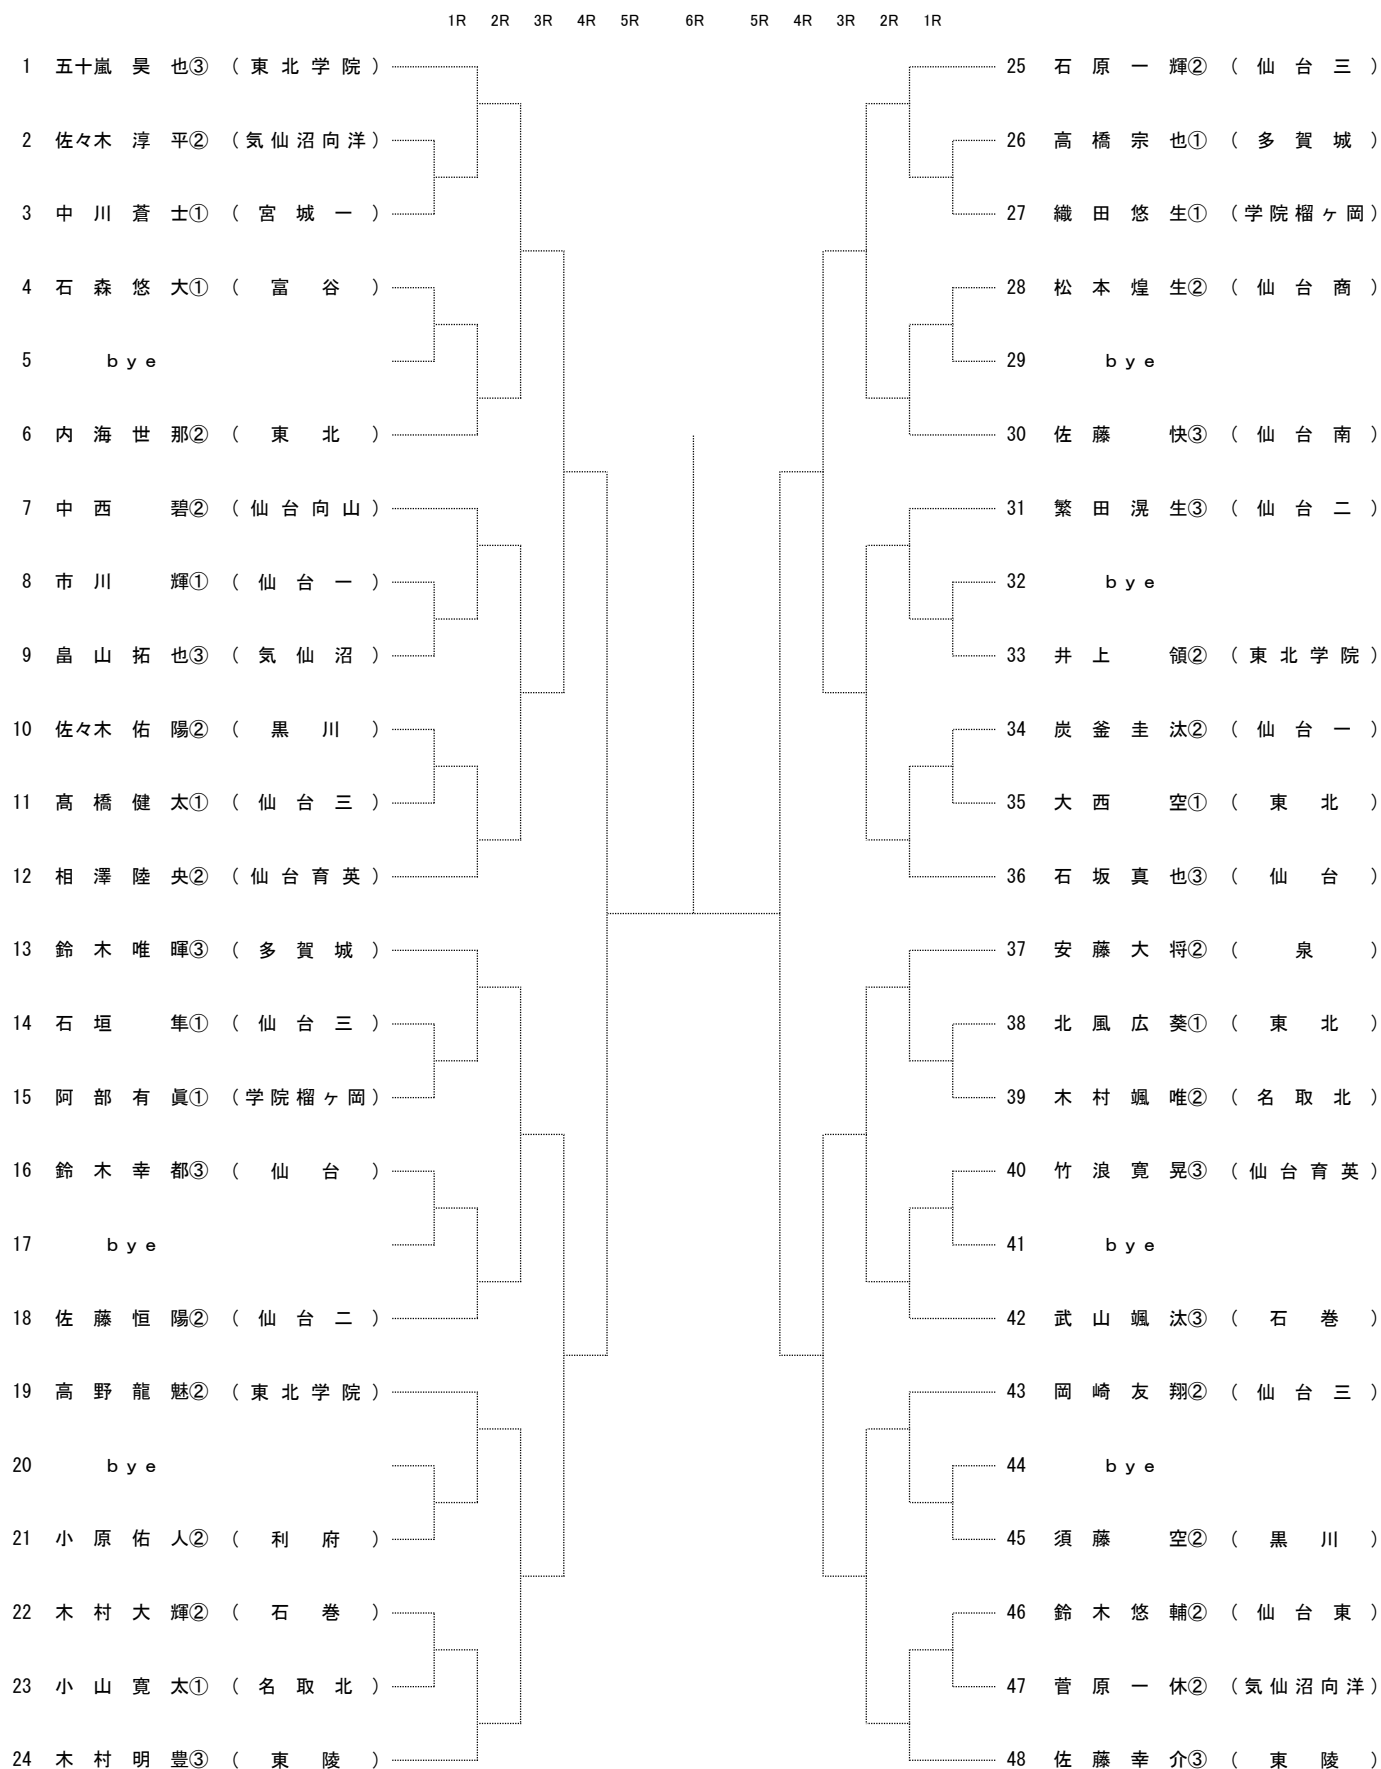 1R 2R 3R 4R 5R 6R 5R 4R 3R 2R 1R
1 五十嵐 昊 也③ (東北学院)
2 佐々木 淳 平② (気仙沼向洋)
3 中川蒼士① (宮城一)
4 石森悠大① (富谷)
5 bye
6 内海世那② (東北)
7 中西 碧② (仙台向山)
8 市川 輝① (仙台一)
9 畠山拓也③ (気仙沼)
10 佐々木 佑 陽② (黒川)
11 髙橋健太① (仙台三)
12 相澤陸央② (仙台育英)
13 鈴木唯暉③ (多賀城)
14 石垣 隼① (仙台三)
15 阿部有眞① (学院榴ヶ岡)
16 鈴木幸都③ (仙台)
17 bye
18 佐藤恒陽② (仙台二)
19 高野龍魅② (東北学院)
20 bye
21 小原佑人② (利府)
22 木村大輝② (石巻)
23 小山寛太① (名取北)
24 木村明豊③ (東陵)
25 石原一輝② (仙台三)
26 高橋宗也① (多賀城)
27 織田悠生① (学院榴ヶ岡)
28 松本煌生② (仙台商)
29 bye
30 佐藤 快③ (仙台南)
31 繁田滉生③ (仙台二)
32 bye
33 井上 領② (東北学院)
34 炭釜圭汰② (仙台一)
35 大西 空① (東北)
36 石坂真也③ (仙台)
37 安藤大将② (泉)
38 北風広葵① (東北)
39 木村颯唯② (名取北)
40 竹浪寛晃③ (仙台育英)
41 bye
42 武山颯汰③ (石巻)
43 岡崎友翔② (仙台三)
44 bye
45 須藤 空② (黒川)
46 鈴木悠輔② (仙台東)
47 菅原一休② (気仙沼向洋)
48 佐藤幸介③ (東陵)